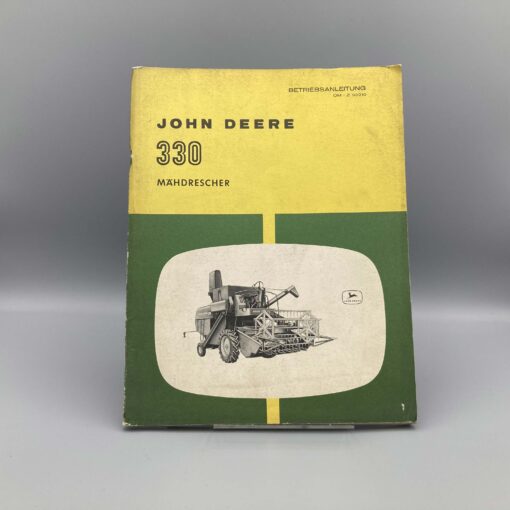 BETRIEBSANLEITUNG
JOHN DEERE
330
MÄHDRESCHER